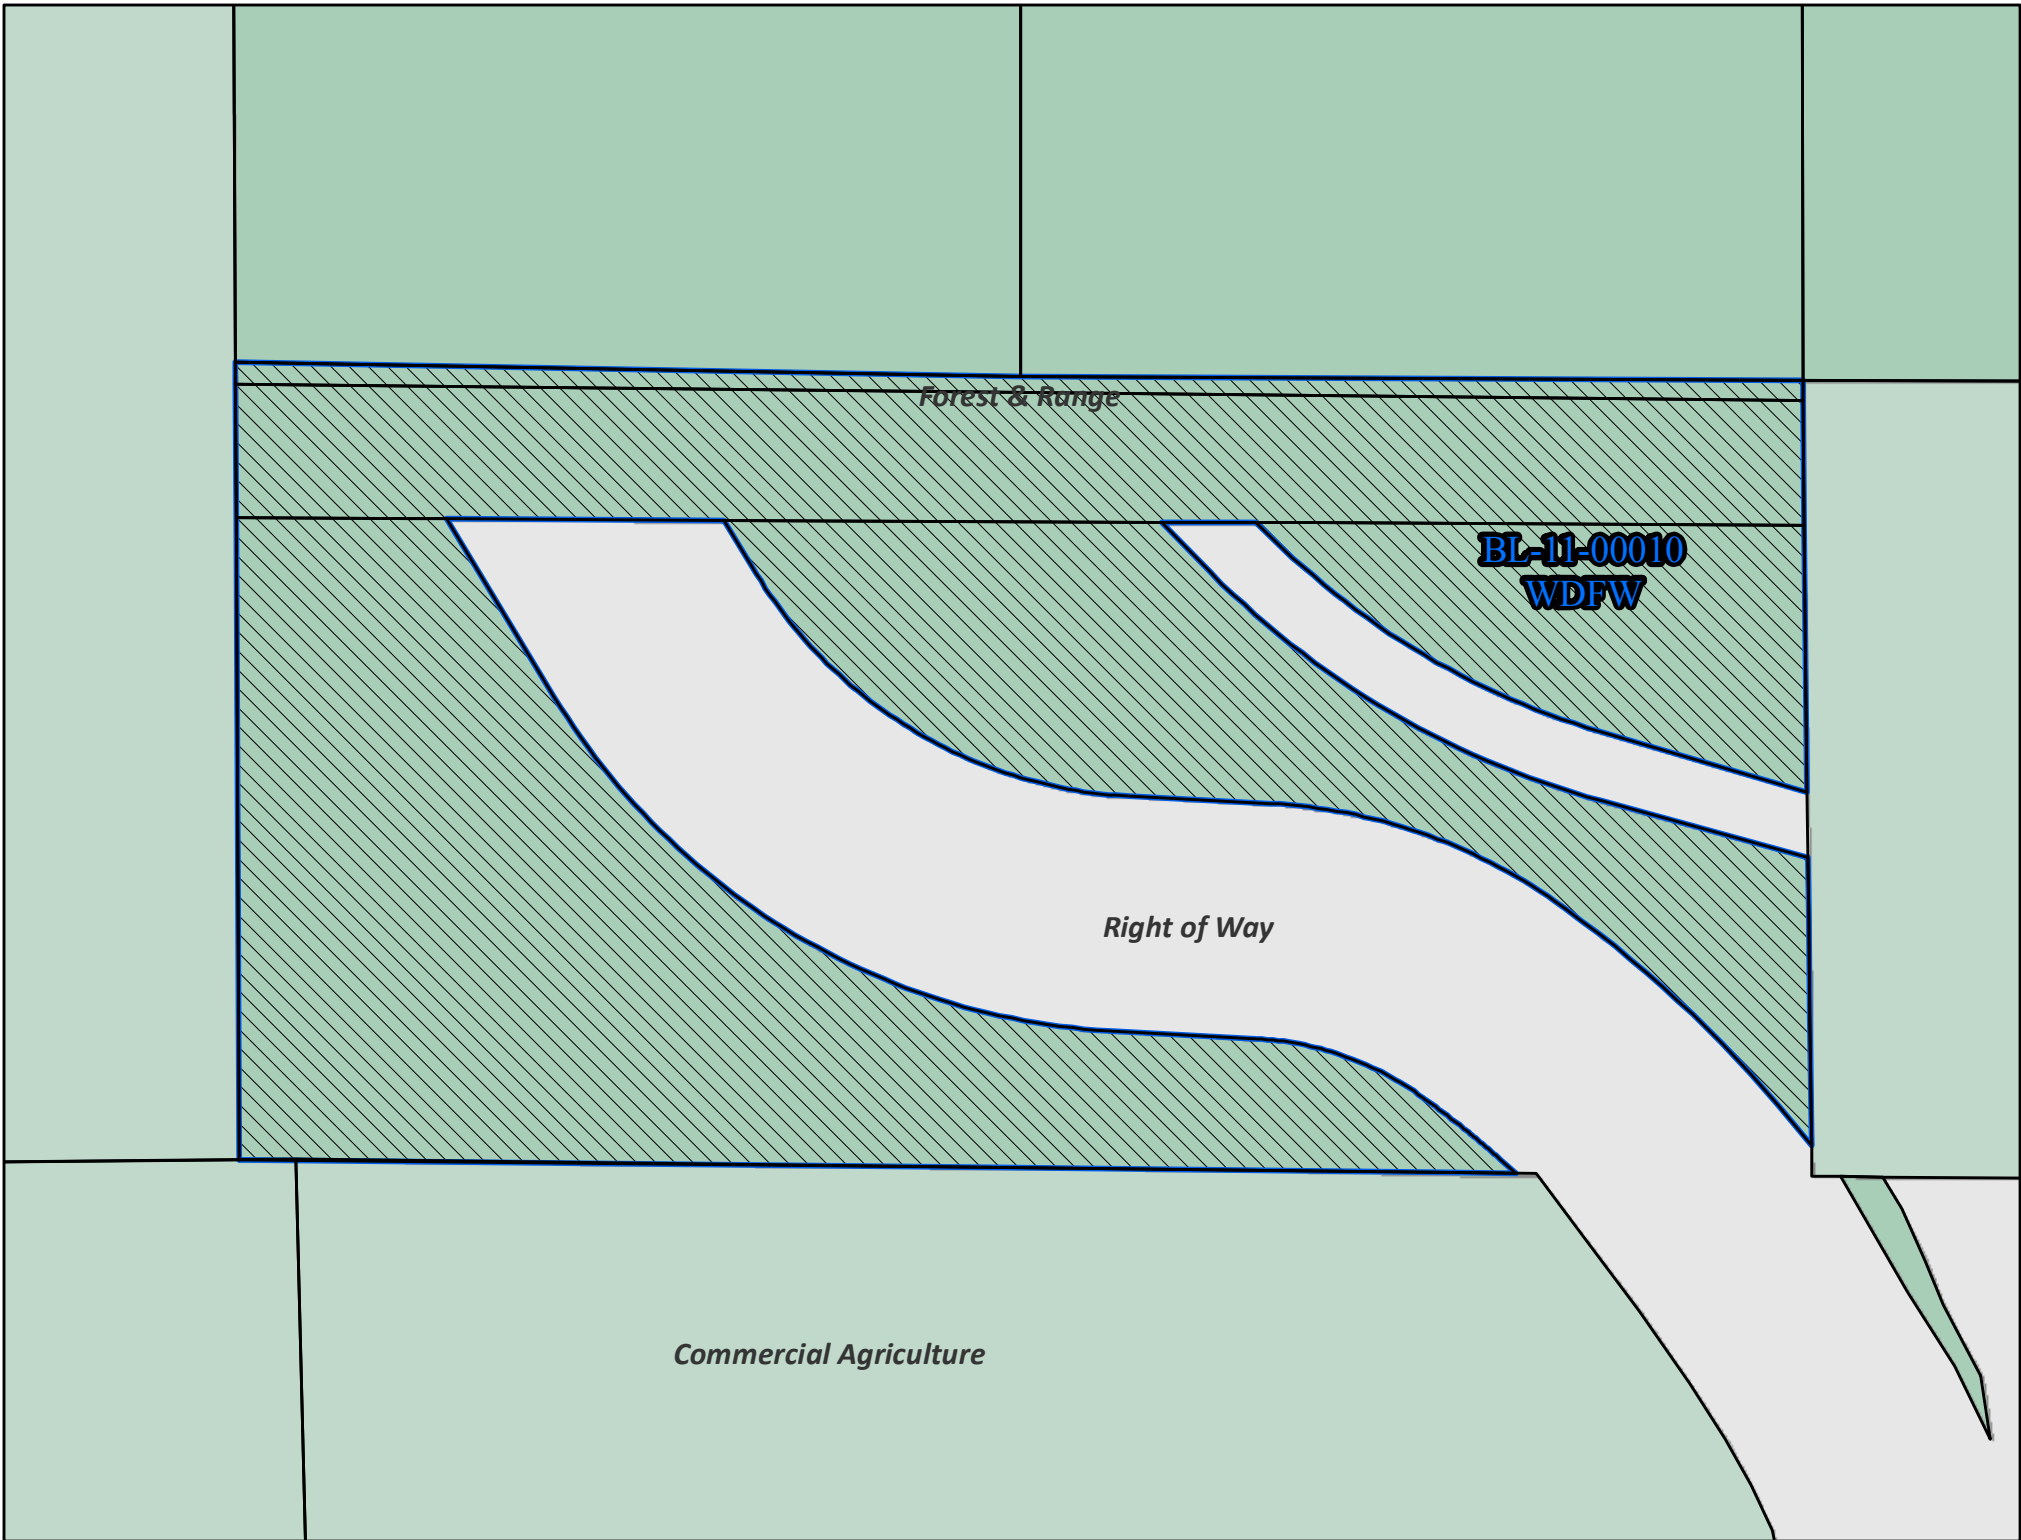 Forest & Range
BL-11-00010
WDFW
Right of Way
Commercial Agriculture